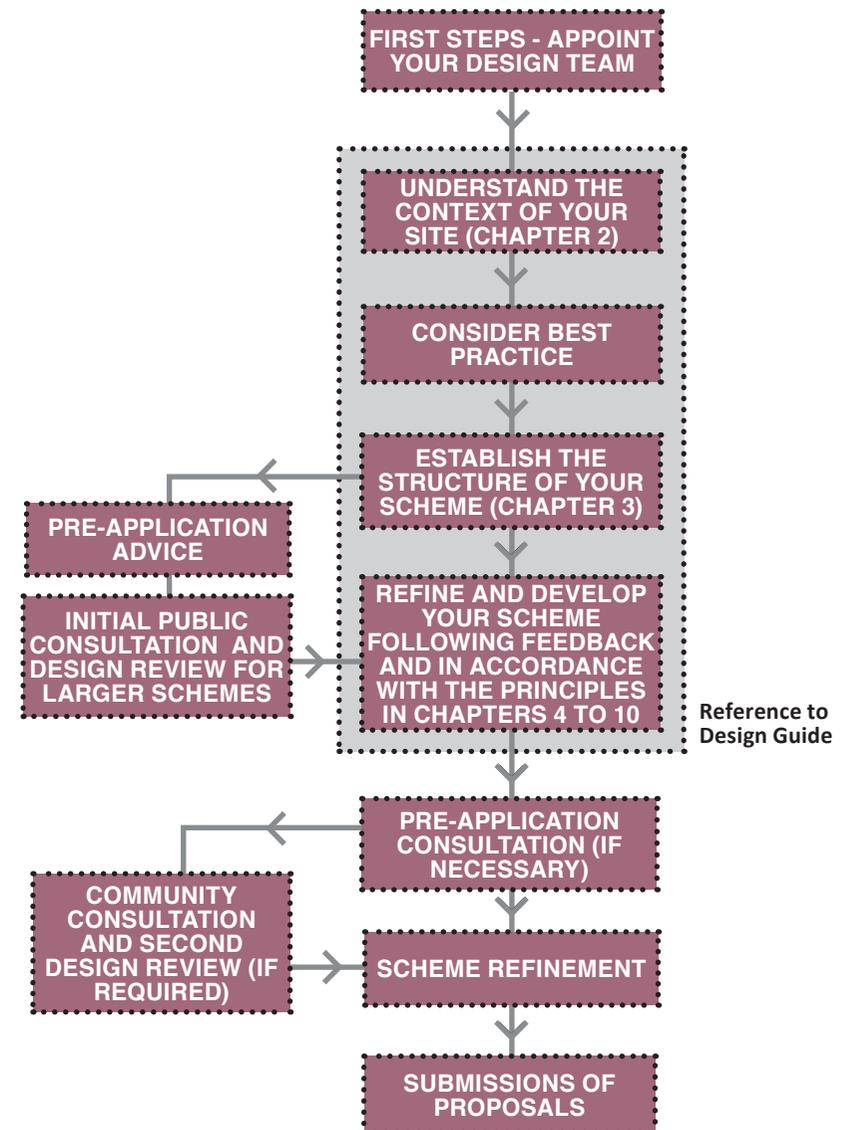 FIRST STEPS - APPOINT
YOUR DESIGN TEAM
UNDERSTAND THE
CONTEXT OF YOUR
SITE (CHAPTER 2)
CONSIDER BEST
PRACTICE
ESTABLISH THE
STRUCTURE OF YOUR
SCHEME (CHAPTER 3)
PRE-APPLICATION
ADVICE
INITIAL PUBLIC
CONSULTATION  AND
DESIGN REVIEW FOR
LARGER SCHEMES
REFINE AND DEVELOP
YOUR SCHEME
FOLLOWING FEEDBACK
AND IN ACCORDANCE
WITH THE PRINCIPLES
IN CHAPTERS 4 TO 10
Reference to
Design Guide
PRE-APPLICATION
CONSULTATION (IF
NECESSARY)
COMMUNITY
CONSULTATION
AND SECOND
DESIGN REVIEW (IF
REQUIRED)
SCHEME REFINEMENT
SUBMISSIONS OF
PROPOSALS